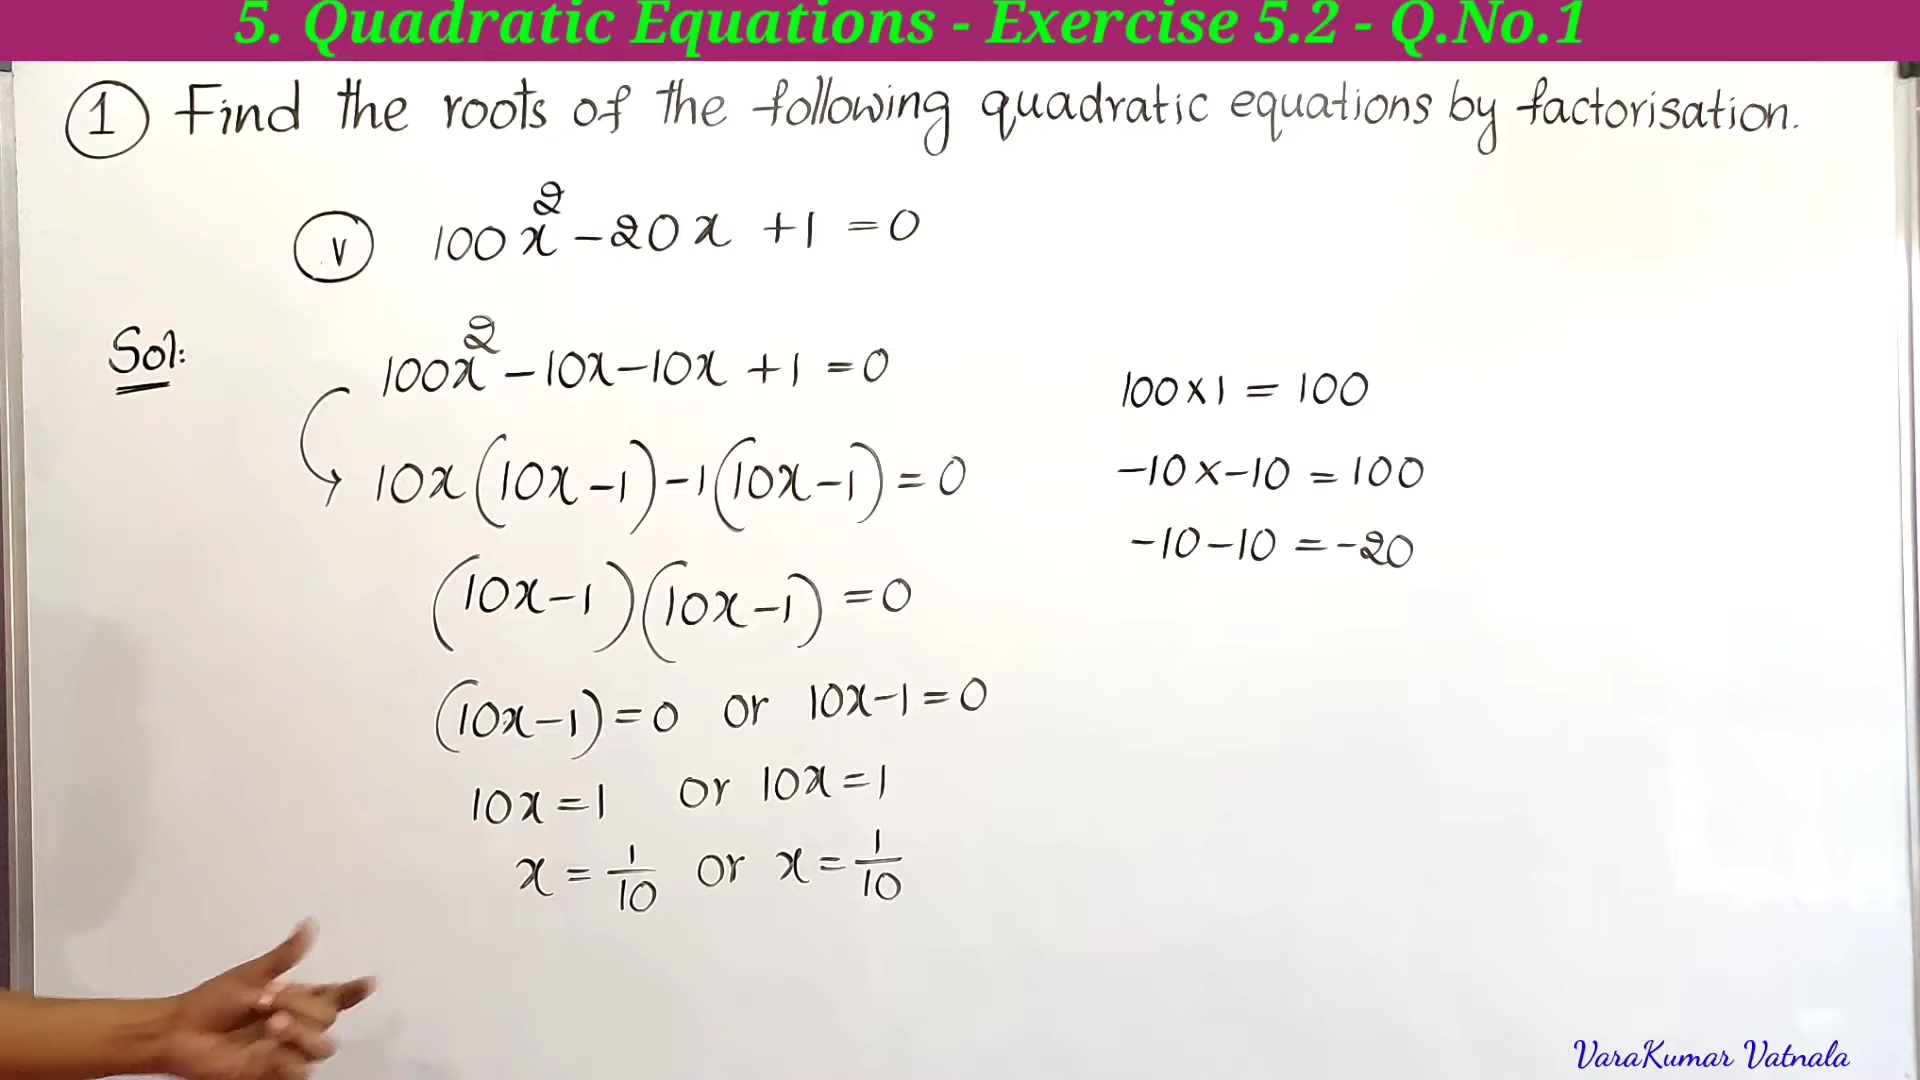 5. Quadratic Equations - Exercise 5.2 - Q.No.1
1 Find the roots of the following quadratic equations by factorisation.
v 100x² - 20x + 1 = 0
Sol:
100x² - 10x - 10x + 1 = 0
10x(10x - 1) - 1(10x - 1) = 0
(10x - 1)(10x - 1) = 0
(10x - 1) = 0 or 10x - 1 = 0
10x = 1 or 10x = 1
x = 1/10 or x = 1/10
100 x 1 = 100
-10 x -10 = 100
-10 - 10 = -20
VaraKumar Vatnala